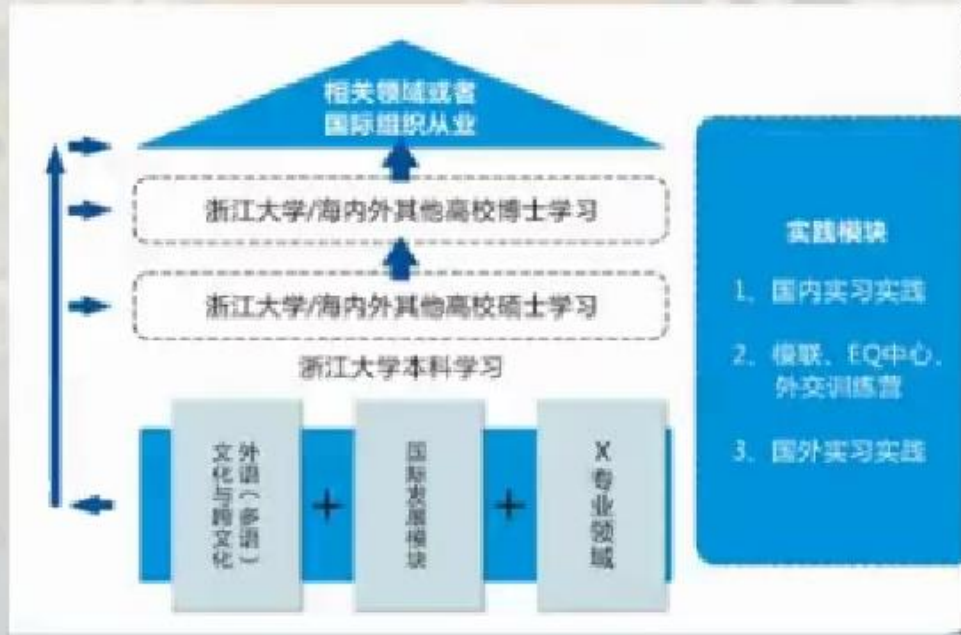 相关领域或者
国际组织从业
浙江大学/海内外其他高校博士学习
浙江大学/海内外其他高校硕士学习
浙江大学本科学习
外语（多语）
文化与跨文化
+
国际发展模块
+
X专业领域
实践模块
1、国内实习实践
2、模联、EQ中心、
外交训练营
3、国外实习实践